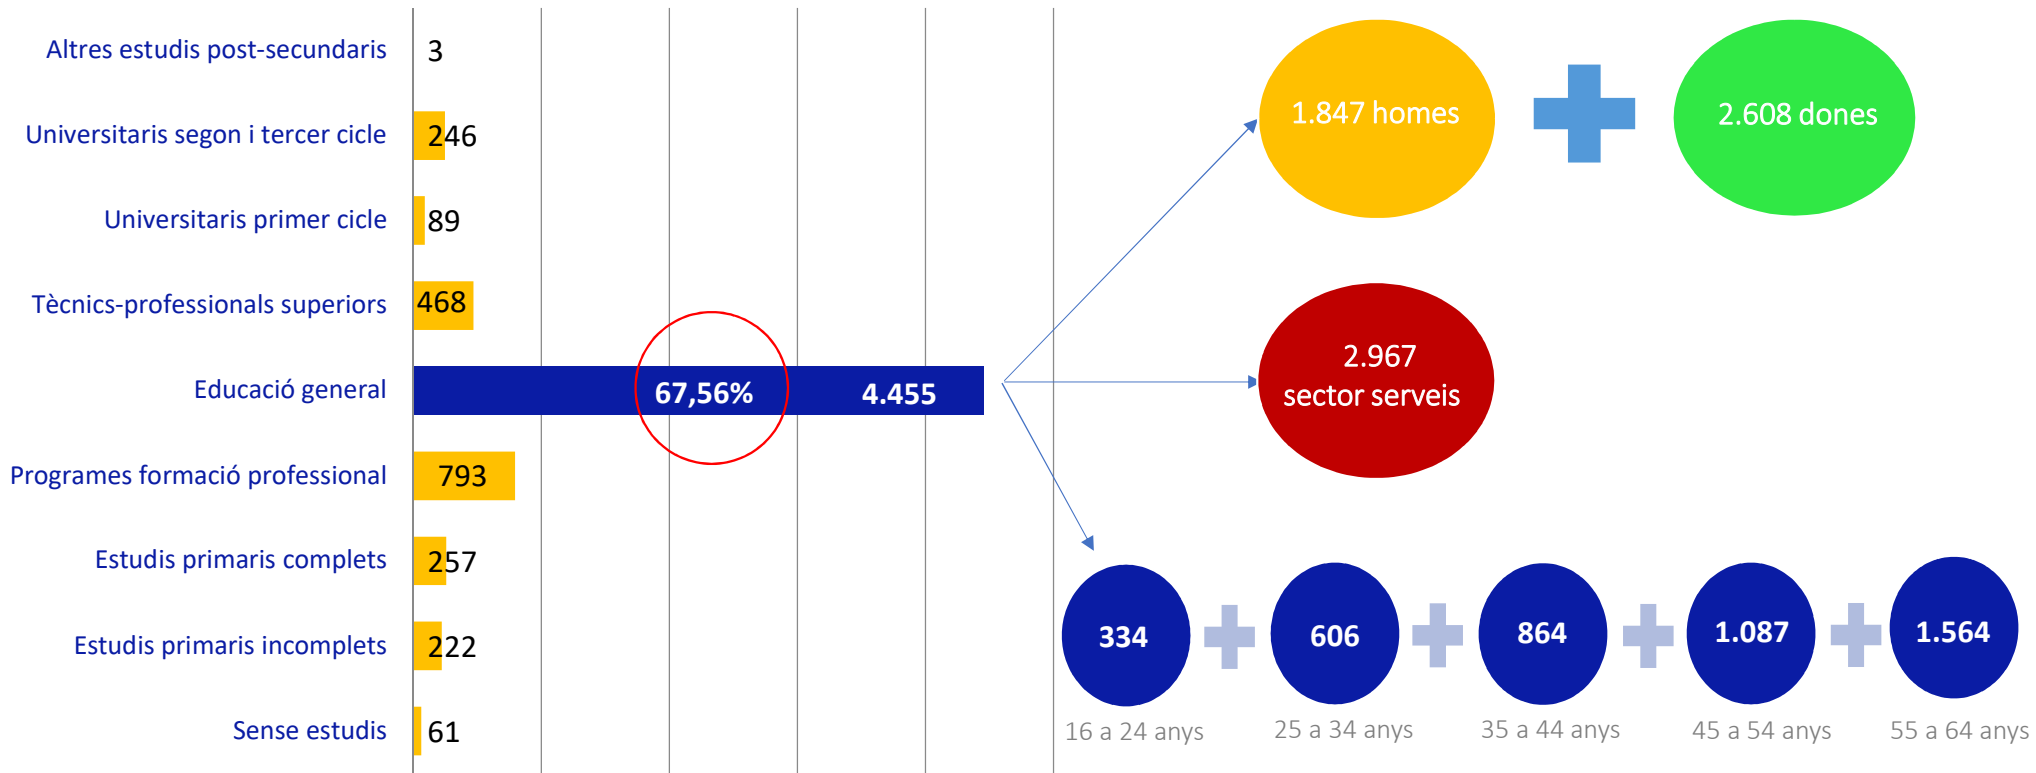 Altres estudis post-secundaris
3
Universitaris segon i tercer cicle
246
Universitaris primer cicle
89
Tècnics-professionals superiors
468
Educació general
67,56%
4.455
Programes formació professional
793
Estudis primaris complets
257
Estudis primaris incomplets
222
Sense estudis
61
1.847 homes
2.608 dones
2.967
sector serveis
334
606
864
1.087
1.564
16 a 24 anys
25 a 34 anys
35 a 44 anys
45 a 54 anys
55 a 64 anys